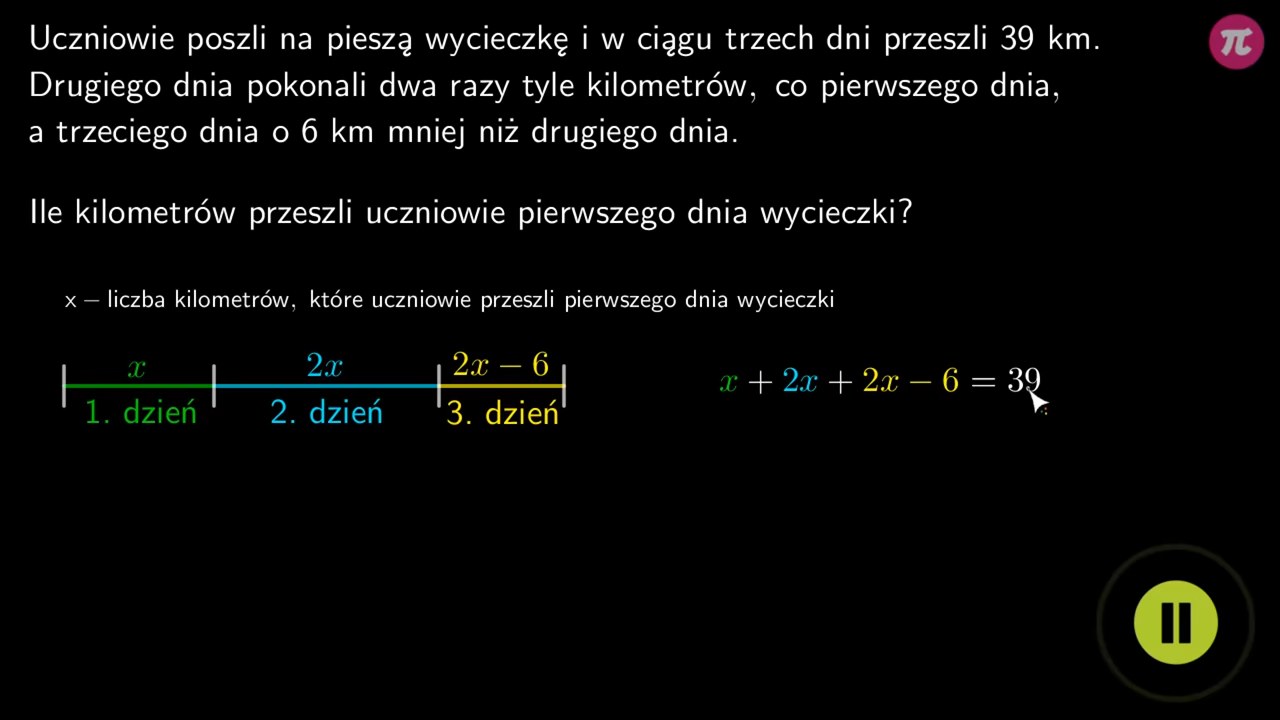 Uczniowie poszli na pieszą wycieczkę i w ciągu trzech dni przeszli 39 km.
Drugiego dnia pokonali dwa razy tyle kilometrów, co pierwszego dnia,
a trzeciego dnia o 6 km mniej niż drugiego dnia.
Ile kilometrów przeszli uczniowie pierwszego dnia wycieczki?
x – liczba kilometrów, które uczniowie przeszli pierwszego dnia wycieczki
x 2x 2x − 6
1. dzień 2. dzień 3. dzień
x + 2x + 2x − 6 = 39
π